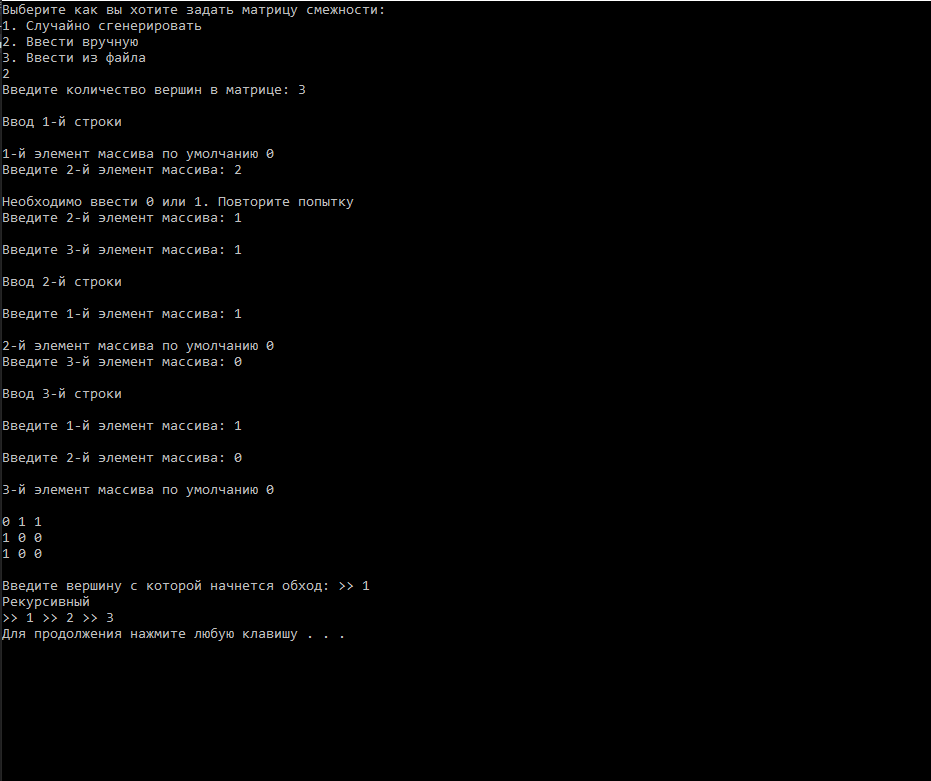 Выберите как вы хотите задать матрицу смежности:
1. Случайно сгенерировать
2. Ввести вручную
3. Ввести из файла
2
Введите количество вершин в матрице: 3
Ввод 1-й строки
1-й элемент массива по умолчанию 0
Введите 2-й элемент массива: 2
Необходимо ввести 0 или 1. Повторите попытку
Введите 2-й элемент массива: 1
Введите 3-й элемент массива: 1
Ввод 2-й строки
Введите 1-й элемент массива: 1
2-й элемент массива по умолчанию 0
Введите 3-й элемент массива: 0
Ввод 3-й строки
Введите 1-й элемент массива: 1
Введите 2-й элемент массива: 0
3-й элемент массива по умолчанию 0
0 1 1
1 0 0
1 0 0
Введите вершину с которой начнется обход: >> 1
Рекурсивный
>> 1 >> 2 >> 3
Для продолжения нажмите любую клавишу . . .